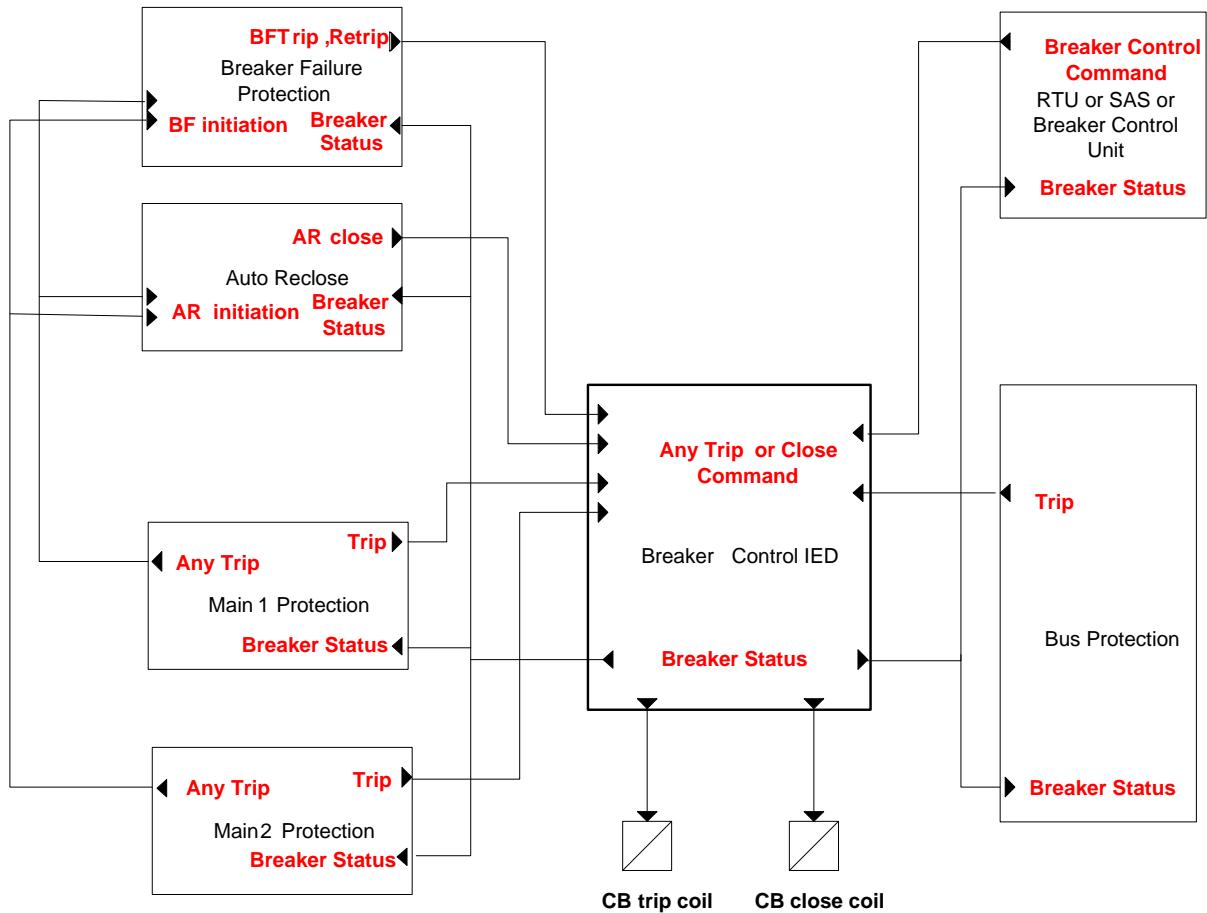 BFTrip ,Retrip
Breaker Failure
Protection
BF initiation
Breaker
Status
AR close
Auto Reclose
AR initiation
Breaker
Status
Trip
Any Trip
Main 1 Protection
Breaker Status
Trip
Any Trip
Main2 Protection
Breaker Status
Any Trip or Close
Command
Breaker Control IED
Breaker Status
CB trip coil
CB close coil
Breaker Control
Command
RTU or SAS or
Breaker Control
Unit
Breaker Status
Trip
Bus Protection
Breaker Status